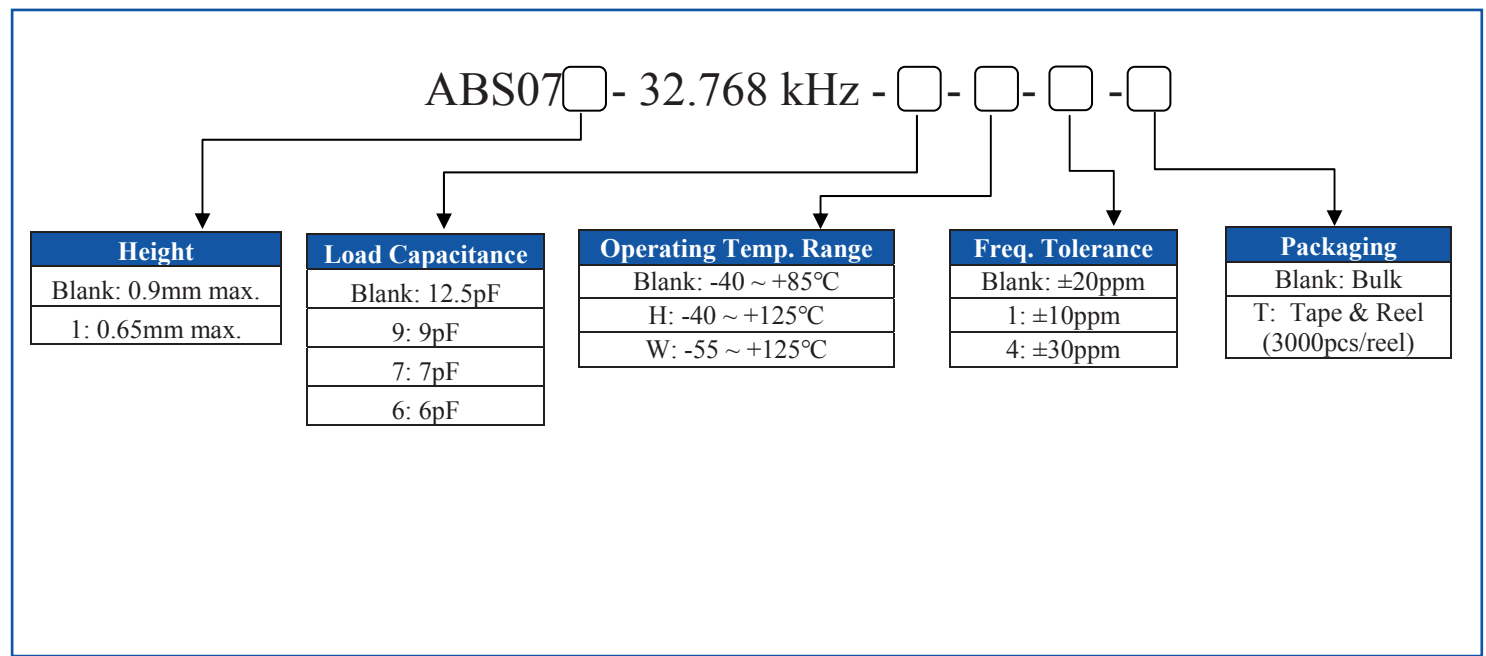 ABS07 - 32.768 kHz - - - -
Height
Blank: 0.9mm max.
1: 0.65mm max.
Load Capacitance
Blank: 12.5pF
9: 9pF
7: 7pF
6: 6pF
Operating Temp. Range
Blank: -40 ~ +85℃
H: -40 ~ +125℃
W: -55 ~ +125℃
Freq. Tolerance
Blank: ±20ppm
1: ±10ppm
4: ±30ppm
Packaging
Blank: Bulk
T: Tape & Reel
(3000pcs/reel)